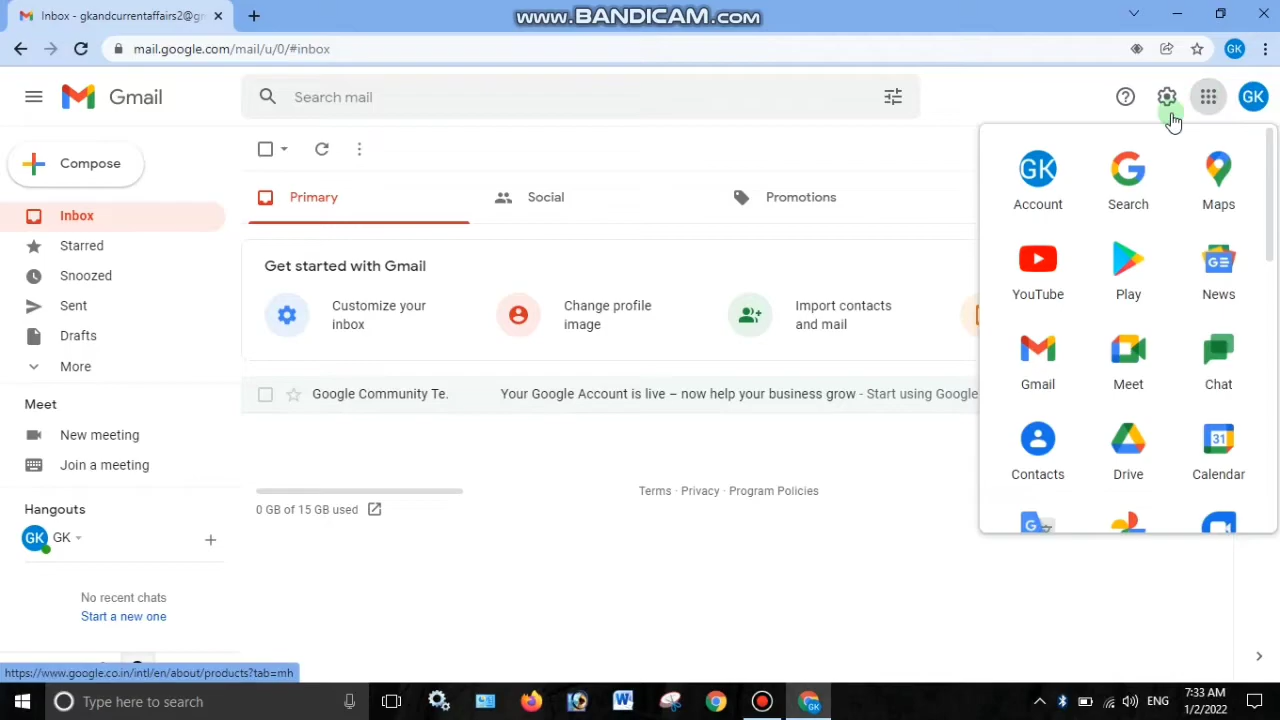 Inbox - gkandcurrentaffairs2@gm
www.BANDICAM.com
mail.google.com/mail/u/0/#inbox
GK
Gmail
Search mail
GK
Compose
Inbox
Starred
Snoozed
Sent
Drafts
More
Meet
New meeting
Join a meeting
Hangouts
GK
GK
No recent chats
Start a new one
Primary
Social
Promotions
Get started with Gmail
Customize your
inbox
Change profile
image
Import contacts
and mail
Google Community Te.
Your Google Account is live – now help your business grow - Start using Google
0 GB of 15 GB used
Terms · Privacy · Program Policies
GK
Account
Search
Maps
YouTube
Play
News
Gmail
Meet
Chat
Contacts
Drive
31
Calendar
https://www.google.co.in/intl/en/about/products?tab=mh
Type here to search
ENG
7:33 AM
1/2/2022